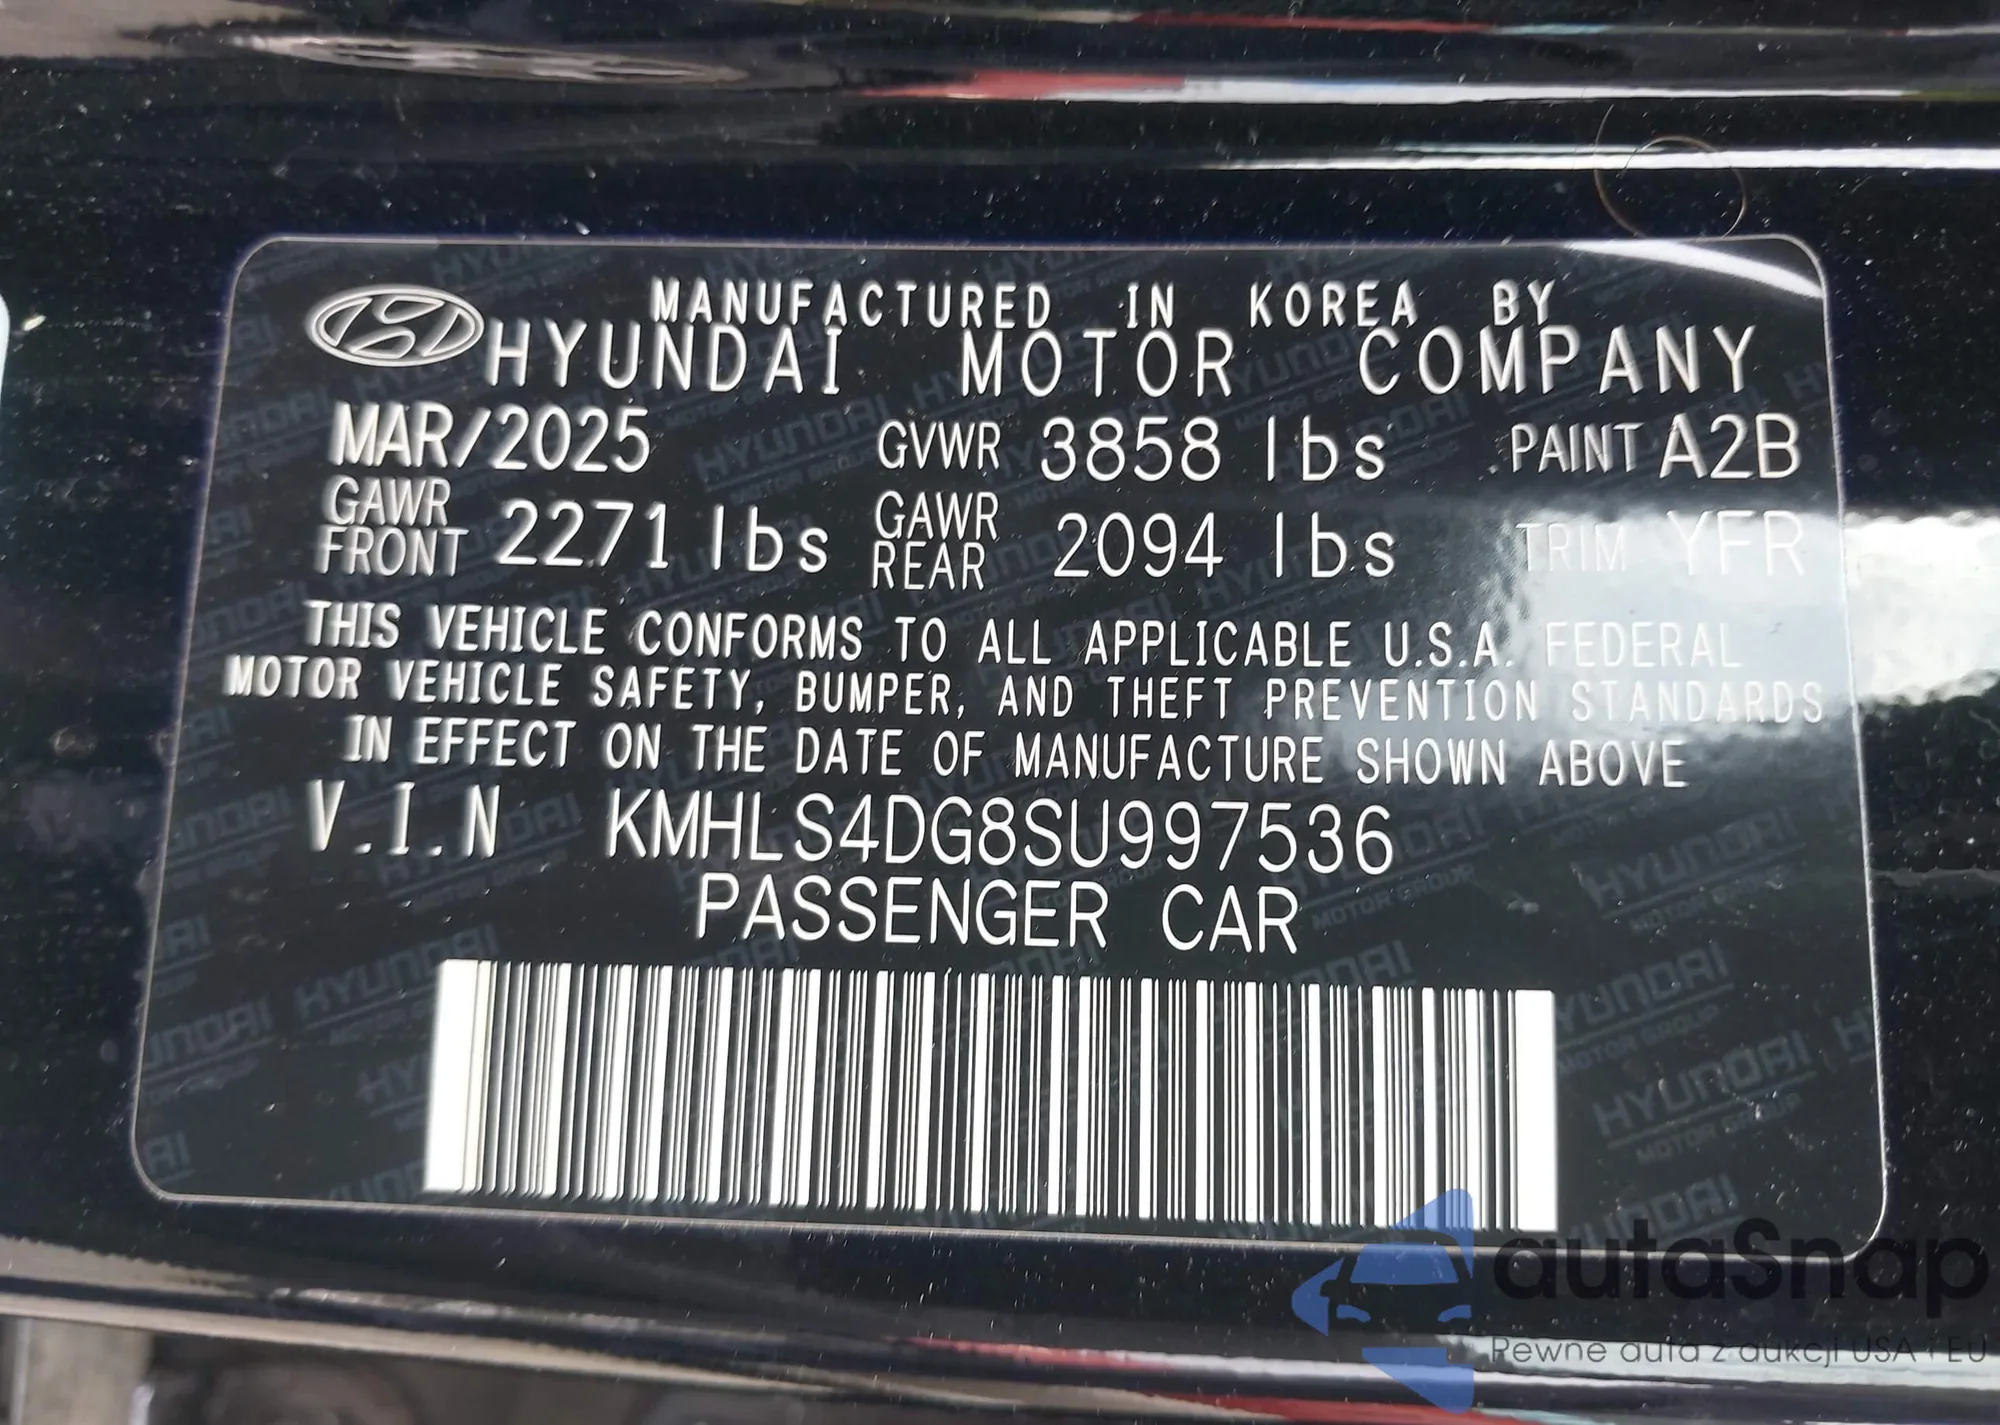 MANUFACTURED IN KOREA BY
HYUNDAI MOTOR COMPANY
MAR/2025 GVWR 3858 lbs PAINT A2B
GAWR FRONT 2271 lbs GAWR REAR 2094 lbs TRIM YFR
THIS VEHICLE CONFORMS TO ALL APPLICABLE U.S.A. FEDERAL
MOTOR VEHICLE SAFETY, BUMPER, AND THEFT PREVENTION STANDARDS
IN EFFECT ON THE DATE OF MANUFACTURE SHOWN ABOVE
V.I.N KMHLS4DG8SU997536
PASSENGER CAR
autaSnap
Pewne auta z aukcji USA i EU